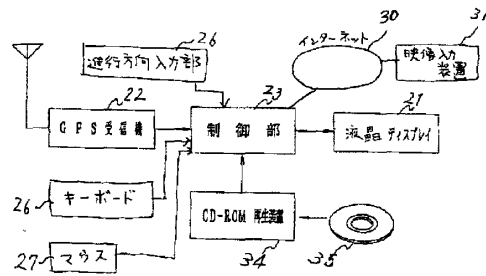 30
31
26
インターネット
進行方向入力部
映像入力
装置
22
23
21
GPS受信機
制御部
液晶ディスプレイ
26
キーボード
CD-ROM 再生装置
27
マウス
34
35